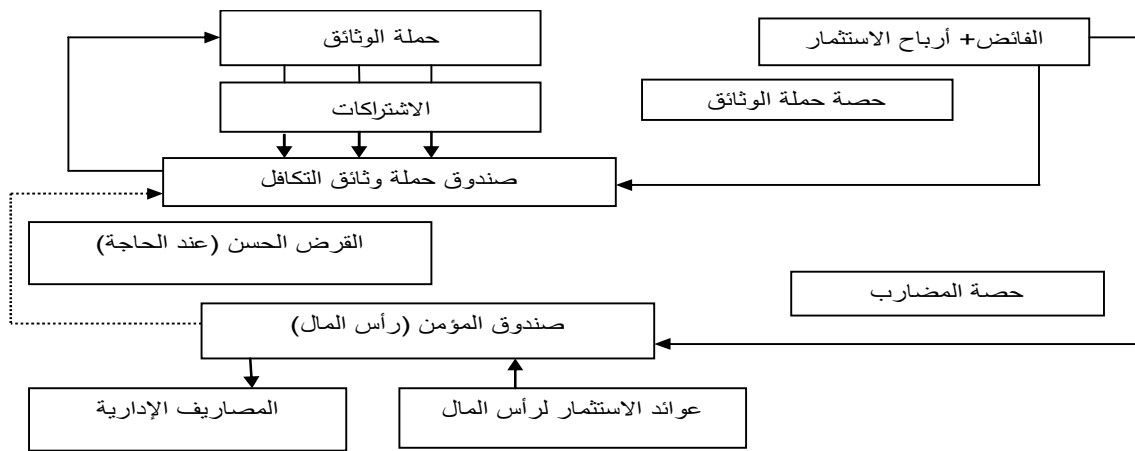 حملة الوثائق
الفائض+ أرباح الاستثمار
الاشتراكات
حصة حملة الوثائق
صندوق حملة وثائق التكافل
القرض الحسن (عند الحاجة)
حصة المضارب
صندوق المؤمن (رأس المال)
المصاريف الإدارية
عوائد الاستثمار لرأس المال